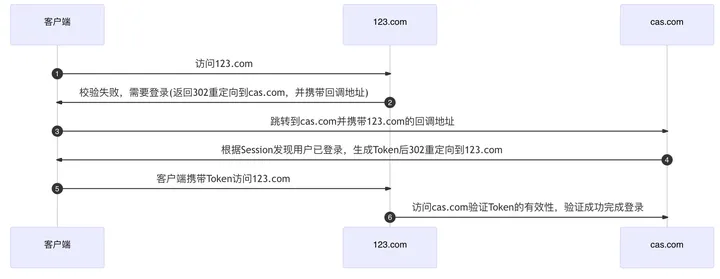 客户端
123.com
cas.com
访问123.com
1
校验失败，需要登录(返回302重定向到cas.com，并携带回调地址)
2
跳转到cas.com并携带123.com的回调地址
3
根据Session发现用户已登录，生成Token后302重定向到123.com
4
客户端携带Token访问123.com
5
访问cas.com验证Token的有效性，验证成功完成登录
6
客户端
123.com
cas.com